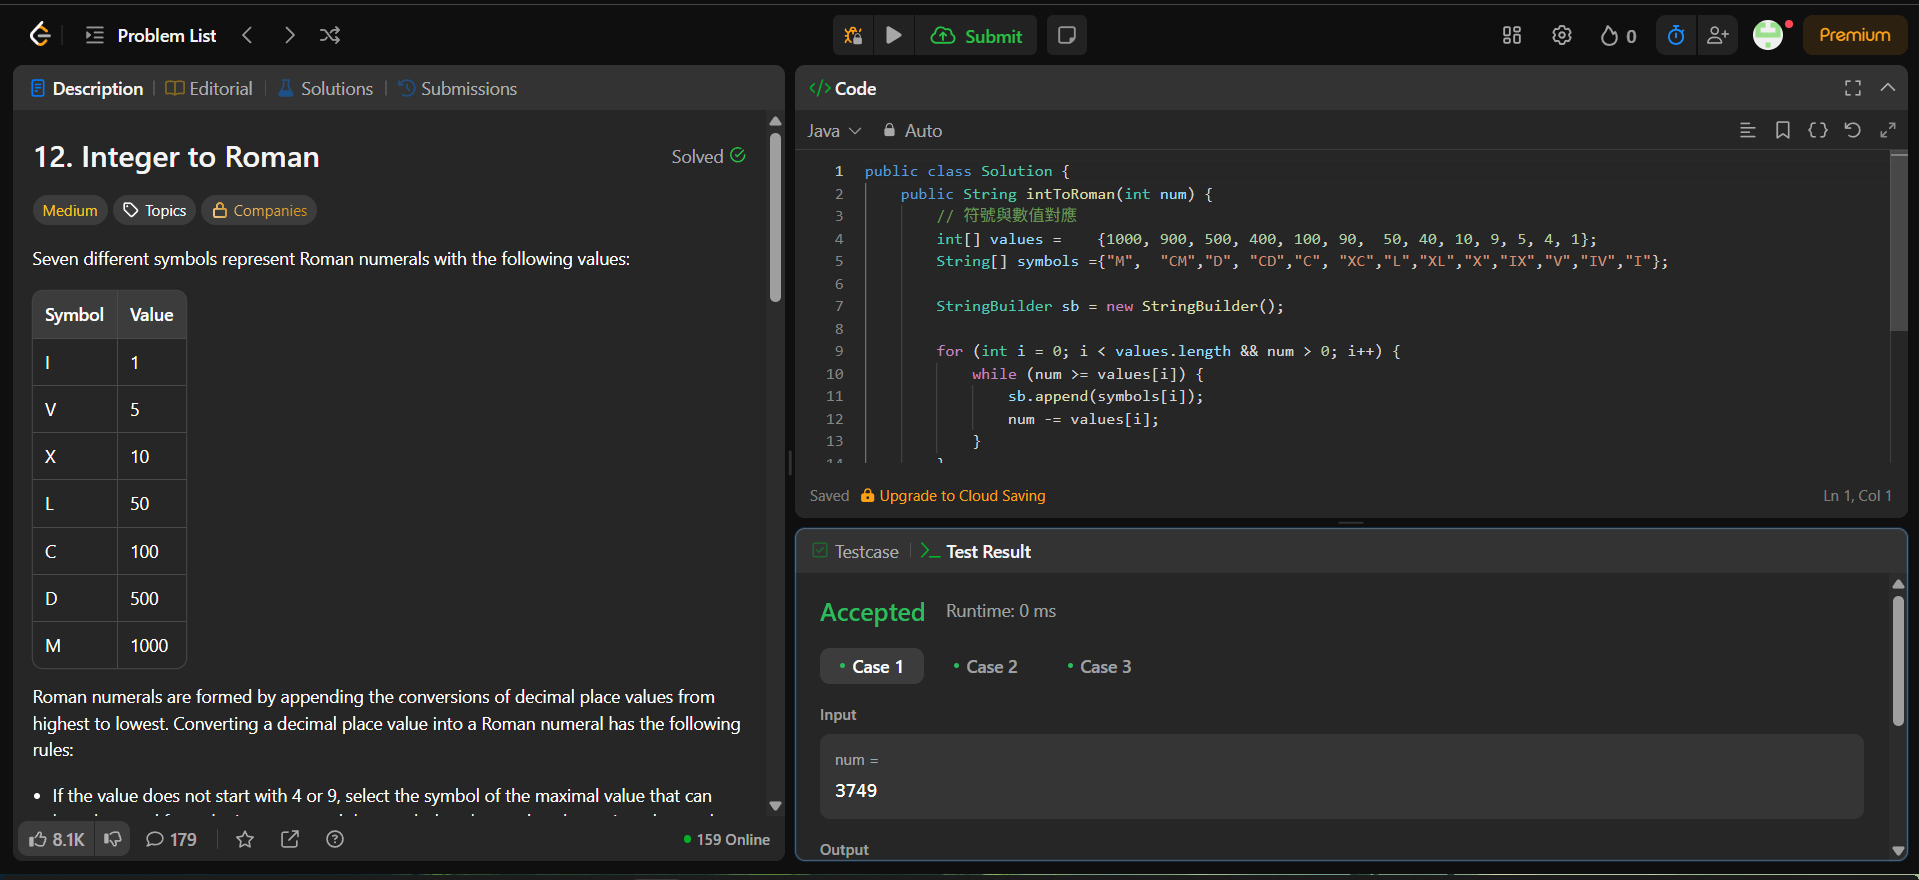 Problem List
Submit
0
Premium
Description
Editorial
Solutions
Submissions
12. Integer to Roman
Solved
Medium
Topics
Companies
Seven different symbols represent Roman numerals with the following values:
Symbol Value
I 1
V 5
X 10
L 50
C 100
D 500
M 1000
Roman numerals are formed by appending the conversions of decimal place values from
highest to lowest. Converting a decimal place value into a Roman numeral has the following
rules:
• If the value does not start with 4 or 9, select the symbol of the maximal value that can
8.1K
179
159 Online
</> Code
Java
Auto
1 public class Solution {
2 public String intToRoman(int num) {
3 // 符號與數值對應
4 int[] values =    {1000, 900, 500, 400, 100, 90,  50, 40, 10, 9, 5, 4, 1};
5 String[] symbols ={"M",  "CM","D", "CD","C", "XC","L","XL","X","IX","V","IV","I"};
6
7 StringBuilder sb = new StringBuilder();
8
9 for (int i = 0; i < values.length && num > 0; i++) {
10 while (num >= values[i]) {
11 sb.append(symbols[i]);
12 num -= values[i];
13 }
14 }
Saved
Upgrade to Cloud Saving
Ln 1, Col 1
Testcase
Test Result
Accepted
Runtime: 0 ms
• Case 1
• Case 2
• Case 3
Input
num =
3749
Output